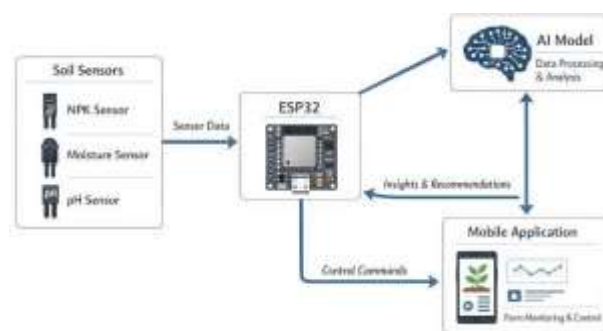 Soil Sensors
NPK Sensor
Moisture Sensor
pH
pH Sensor
Sensor Data
ESP32
AI Model
Data Processing
& Analysis
Insights & Recommendations
Mobile Application
Control Commands
Farm Monitoring & Control